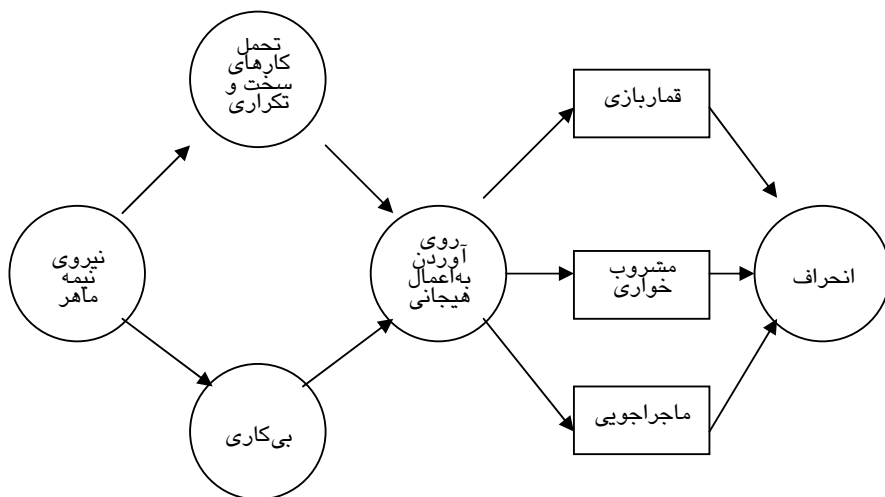 تحمل
کارهای
سخت و
تکراری
قماربازی
نیروی
نیمه
ماهر
روی
آوردن
به‌اعمال
هیجانی
مشروب
خواری
انحراف
بی‌کاری
ماجراجویی